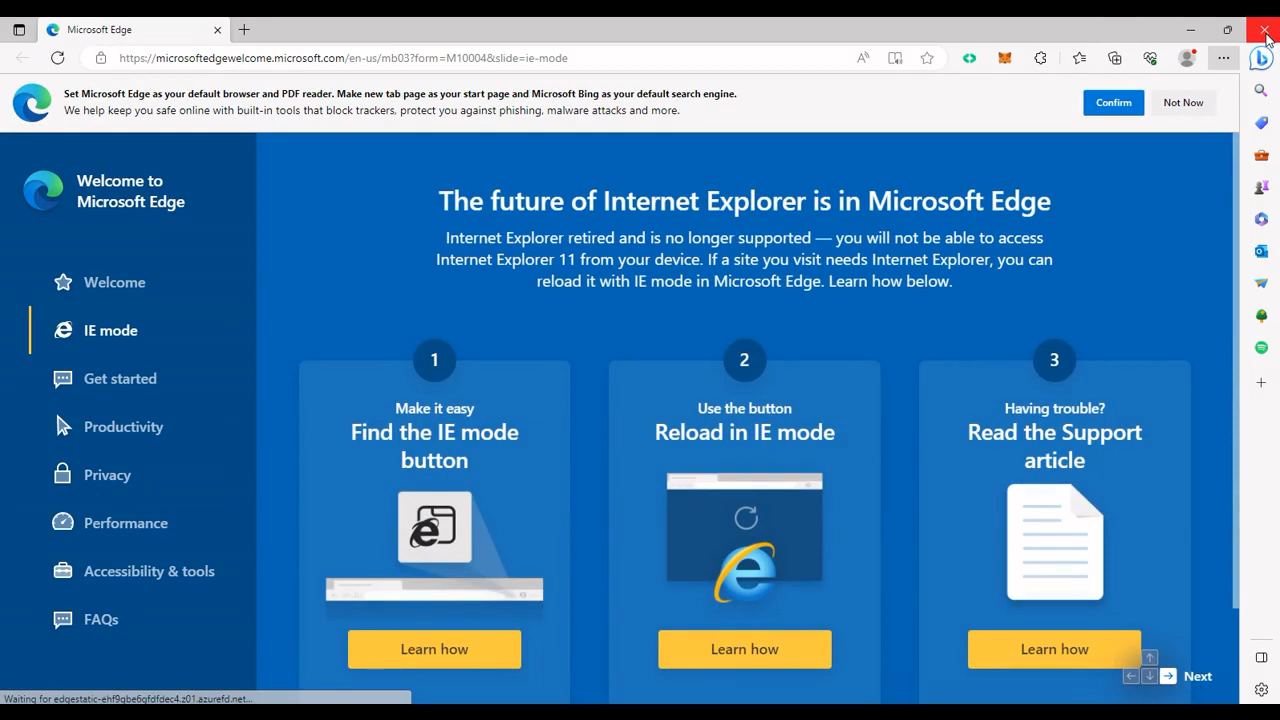 Microsoft Edge
https://microsoftedgewelcome.microsoft.com/en-us/mb03?form=M10004&slide=ie-mode
Set Microsoft Edge as your default browser and PDF reader. Make new tab page as your start page and Microsoft Bing as your default search engine.
We help keep you safe online with built-in tools that block trackers, protect you against phishing, malware attacks and more.
Confirm
Not Now
Welcome to
Microsoft Edge
Welcome
IE mode
Get started
Productivity
Privacy
Performance
Accessibility & tools
FAQs
The future of Internet Explorer is in Microsoft Edge
Internet Explorer retired and is no longer supported — you will not be able to access
Internet Explorer 11 from your device. If a site you visit needs Internet Explorer, you can
reload it with IE mode in Microsoft Edge. Learn how below.
1
Make it easy
Find the IE mode
button
Learn how
2
Use the button
Reload in IE mode
Learn how
3
Having trouble?
Read the Support
article
Learn how
Next